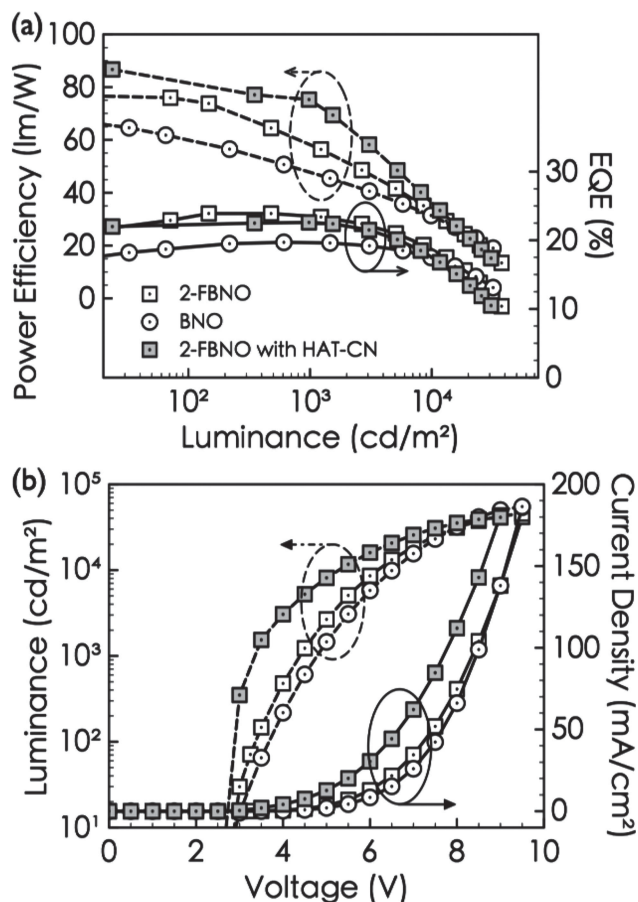 (a)
100
80
60
40
20
0
Power Efficiency (lm/W)
30
20
10
0
EQE (%)
2-FBNO
BNO
2-FBNO with HAT-CN
10² 10³ 10⁴
Luminance (cd/m²)
(b)
10⁵
10⁴
10³
10²
10¹
Luminance (cd/m²)
200
150
100
50
0
Current Density (mA/cm²)
0 2 4 6 8 10
Voltage (V)